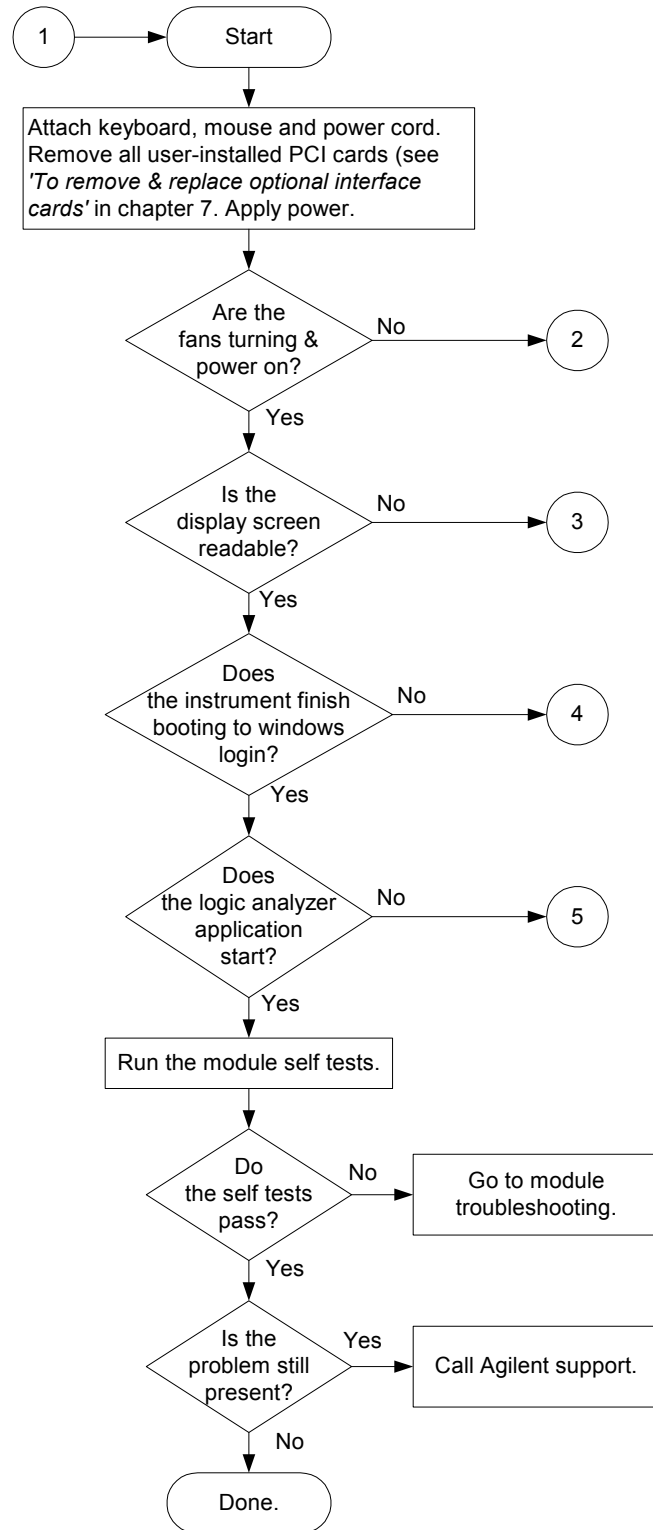 1
Start
Attach keyboard, mouse and power cord.
Remove all user-installed PCI cards (see
'To remove & replace optional interface
cards' in chapter 7. Apply power.
Are the
fans turning &
power on?
No
2
Yes
Is the
display screen
readable?
No
3
Yes
Does
the instrument finish
booting to windows
login?
No
4
Yes
Does
the logic analyzer
application
start?
No
5
Yes
Run the module self tests.
Do
the self tests
pass?
No
Go to module
troubleshooting.
Yes
Is the
problem still
present?
Yes
Call Agilent support.
No
Done.